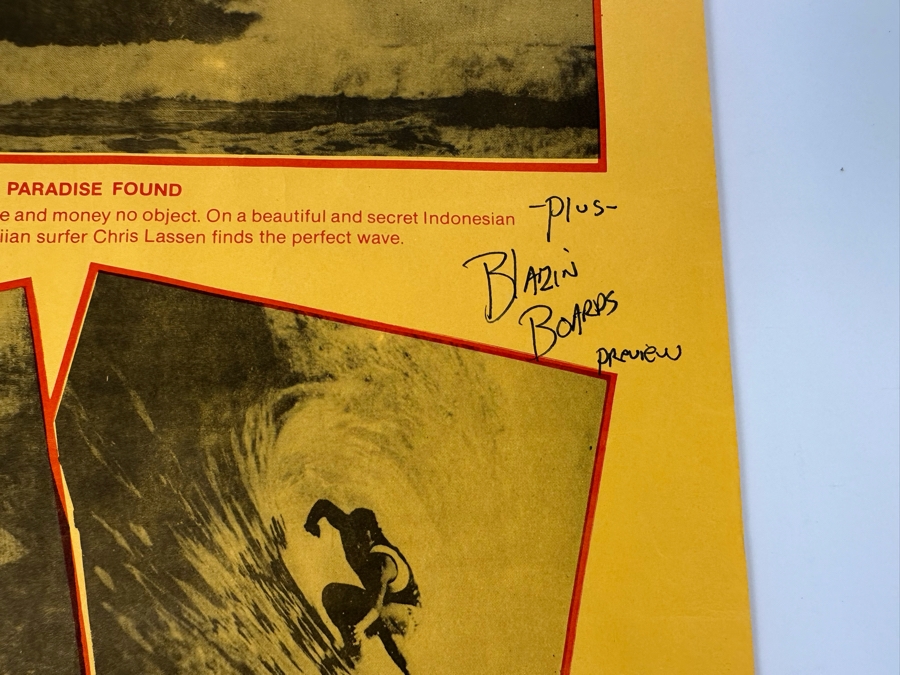 PARADISE FOUND
e and money no object. On a beautiful and secret Indonesian
iian surfer Chris Lassen finds the perfect wave.
-plus-
BLAZIN
BOARDS
PREVIEW